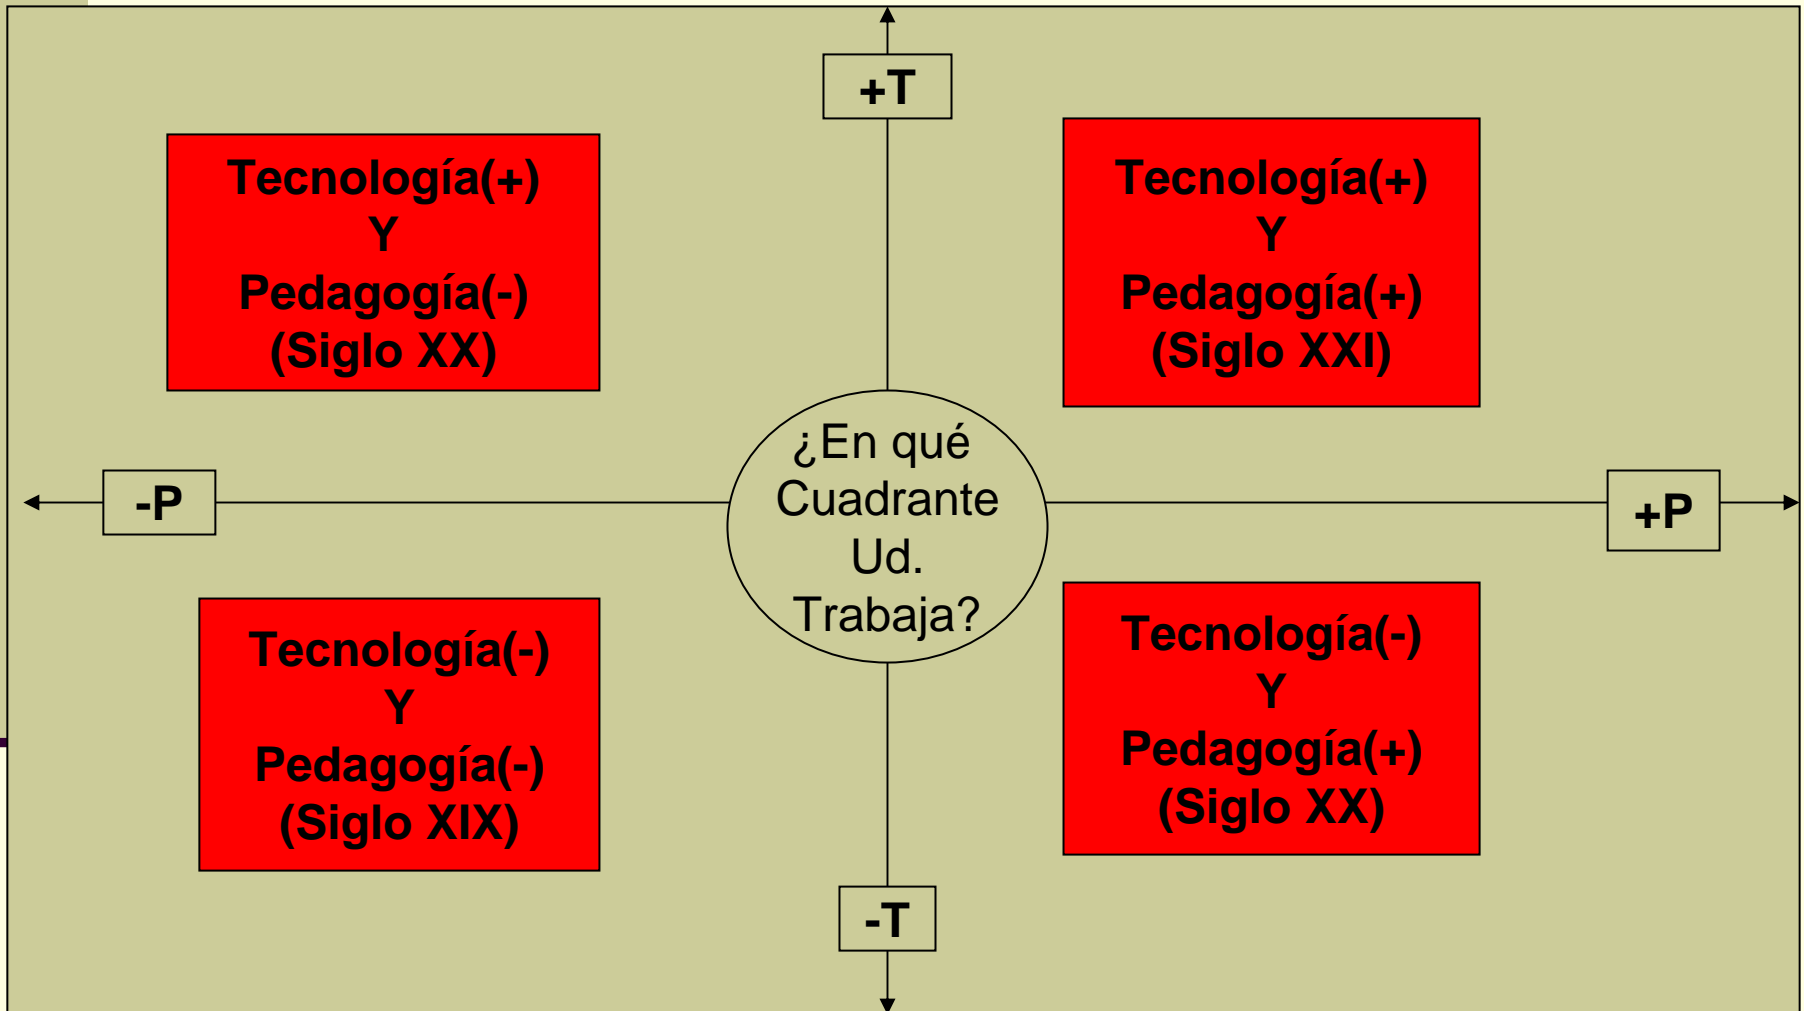 +T
Tecnología(+)
Y
Pedagogía(-)
(Siglo XX)
Tecnología(+)
Y
Pedagogía(+)
(Siglo XXI)
-P
¿En qué
Cuadrante
Ud.
Trabaja?
+P
Tecnología(-)
Y
Pedagogía(-)
(Siglo XIX)
Tecnología(-)
Y
Pedagogía(+)
(Siglo XX)
-T